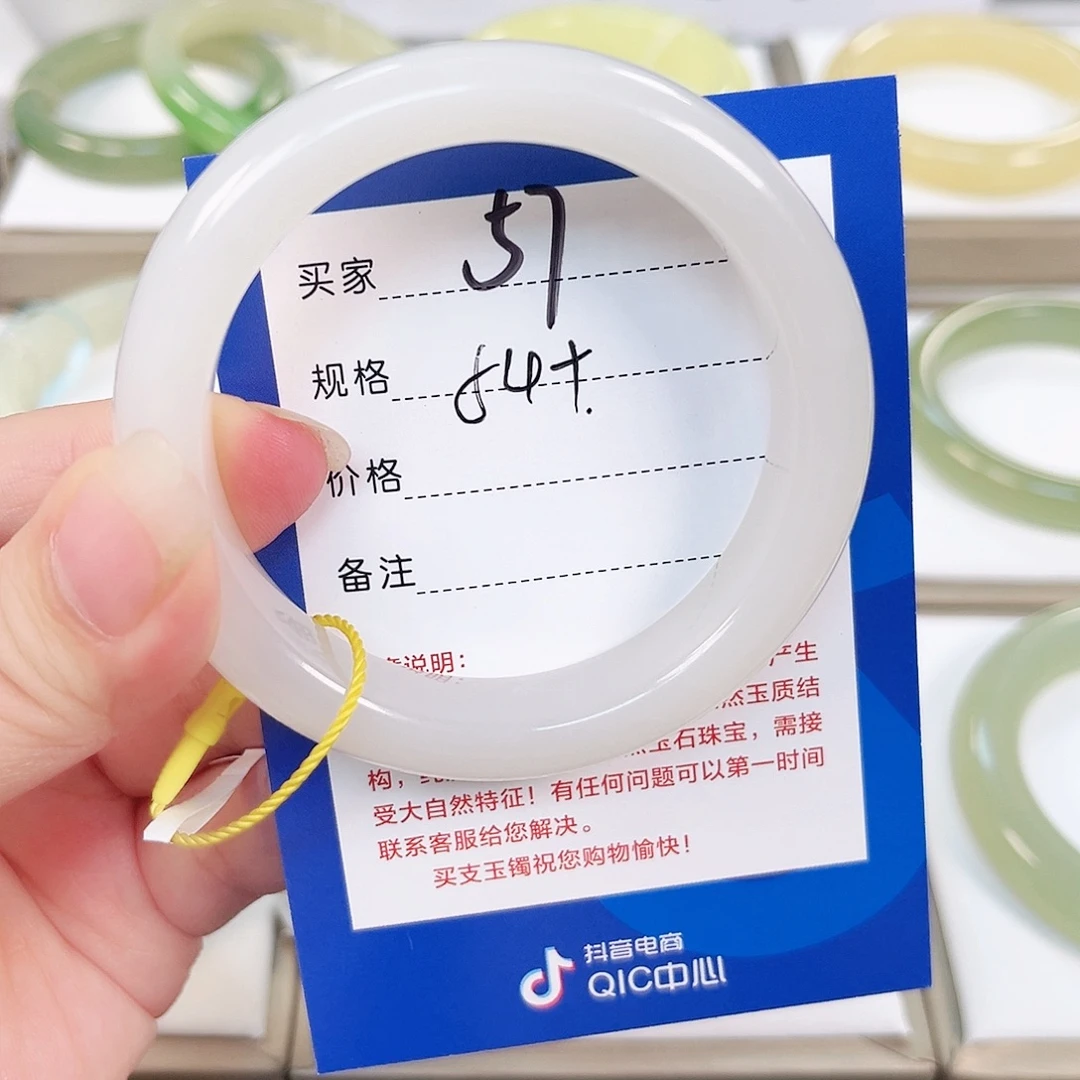 买家 57
规格 64+.
价格
备注
说明：
产生
然玉质结
构，
玉石珠宝，需接
受大自然特征！有任何问题可以第一时间
联系客服给您解决。
买支玉镯祝您购物愉快！
抖音电商
QIC中心